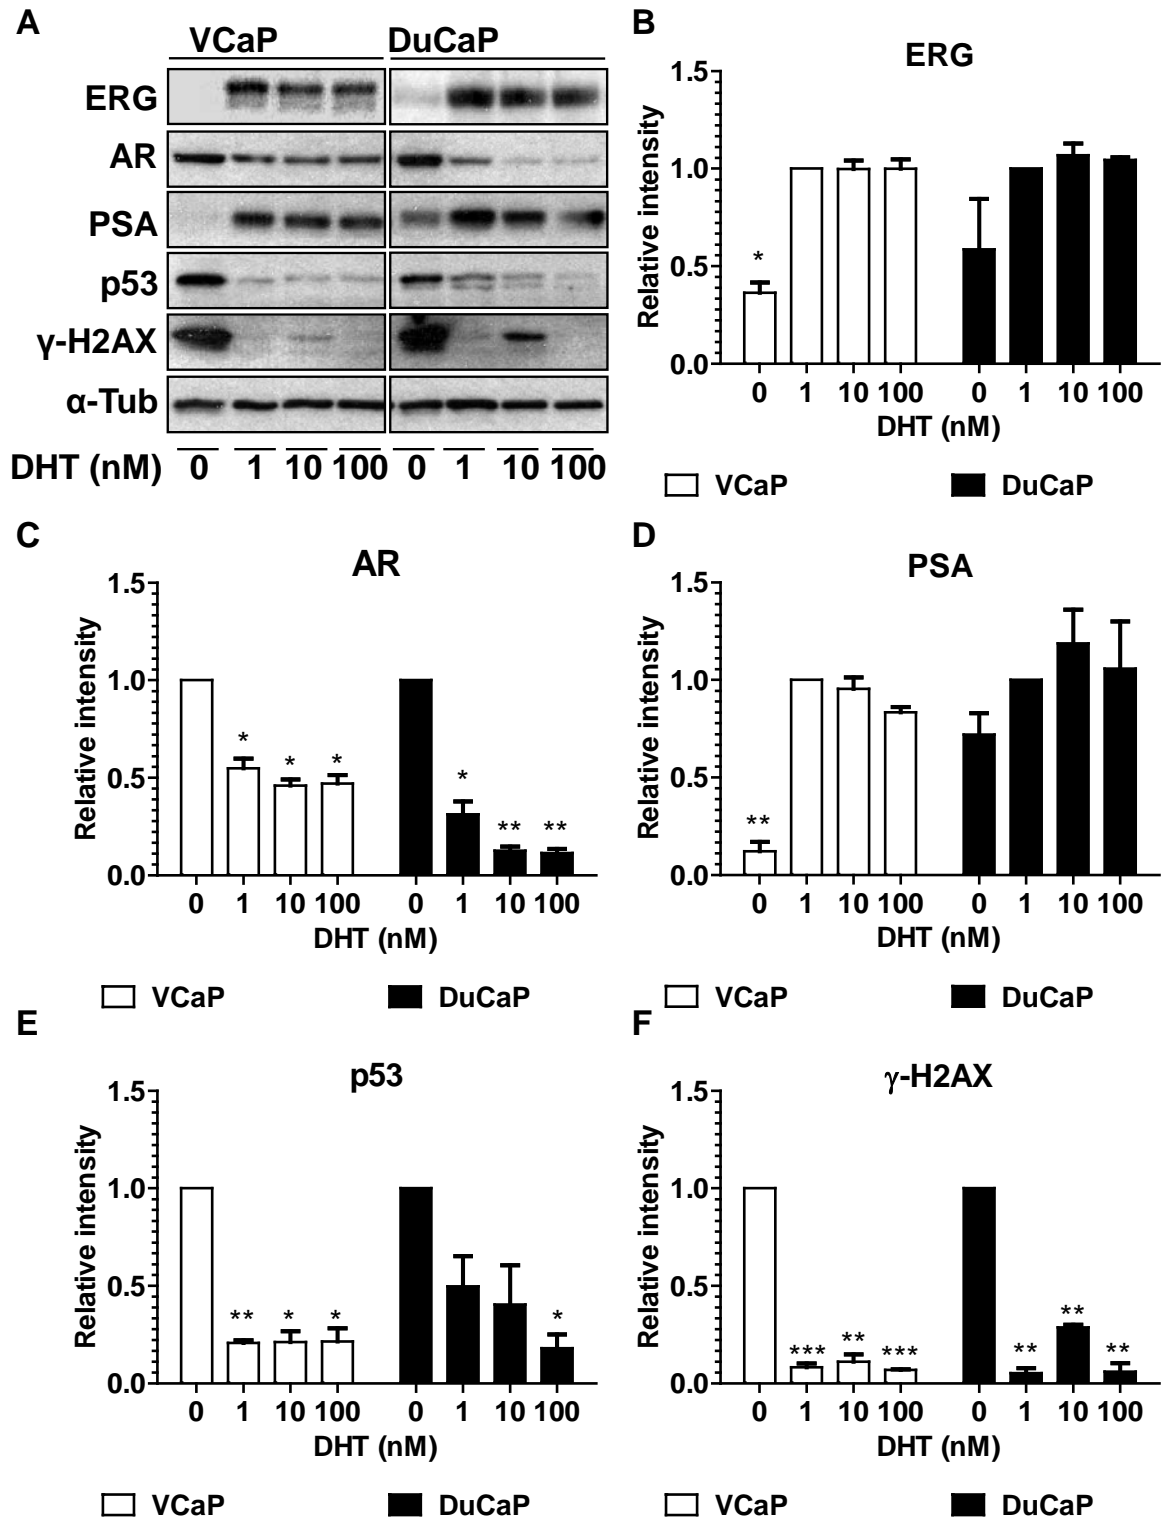 A
VCaP DuCaP
ERG
AR
PSA
p53
γ-H2AX
α-Tub
DHT (nM) 0 1 10 100 0 1 10 100
B
ERG
Relative intensity
1.5
1.0
0.5
0.0
0 1 10 100 0 1 10 100
DHT (nM)
*
VCaP DuCaP
C
AR
Relative intensity
1.5
1.0
0.5
0.0
* * * * ** **
0 1 10 100 0 1 10 100
DHT (nM)
VCaP DuCaP
D
PSA
Relative intensity
1.5
1.0
0.5
0.0
**
0 1 10 100 0 1 10 100
DHT (nM)
VCaP DuCaP
E
p53
Relative intensity
1.5
1.0
0.5
0.0
** * * *
0 1 10 100 0 1 10 100
DHT (nM)
VCaP DuCaP
F
γ-H2AX
Relative intensity
1.5
1.0
0.5
0.0
*** ** *** ** ** **
0 1 10 100 0 1 10 100
DHT (nM)
VCaP DuCaP